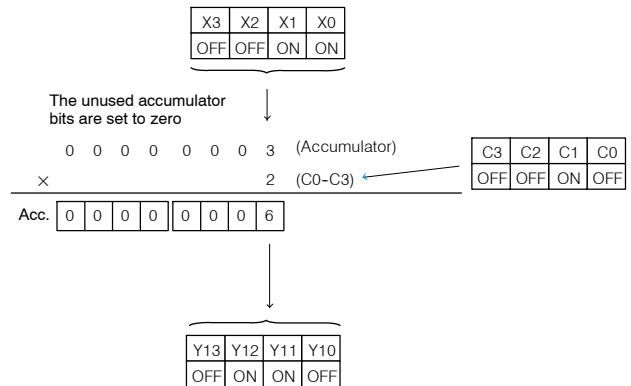 X3 X2 X1 X0
OFF OFF ON ON
The unused accumulator
bits are set to zero
0 0 0 0 0 0 0 3 (Accumulator)
C3 C2 C1 C0
× 2 (C0-C3)
OFF OFF ON OFF
Acc. 0 0 0 0 0 0 0 6
Y13 Y12 Y11 Y10
OFF ON ON OFF